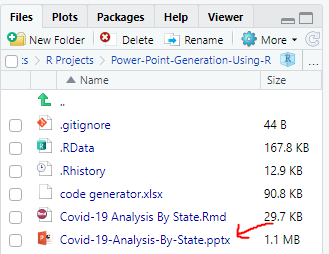 Files Plots Packages Help Viewer
New Folder Delete Rename More
R Projects Power-Point-Generation-Using-R R
Name Size
..
.gitignore 44 B
.RData 167.8 KB
.Rhistory 12.9 KB
code generator.xlsx 90.8 KB
Covid-19 Analysis By State.Rmd 29.7 KB
Covid-19-Analysis-By-State.pptx 1.1 MB